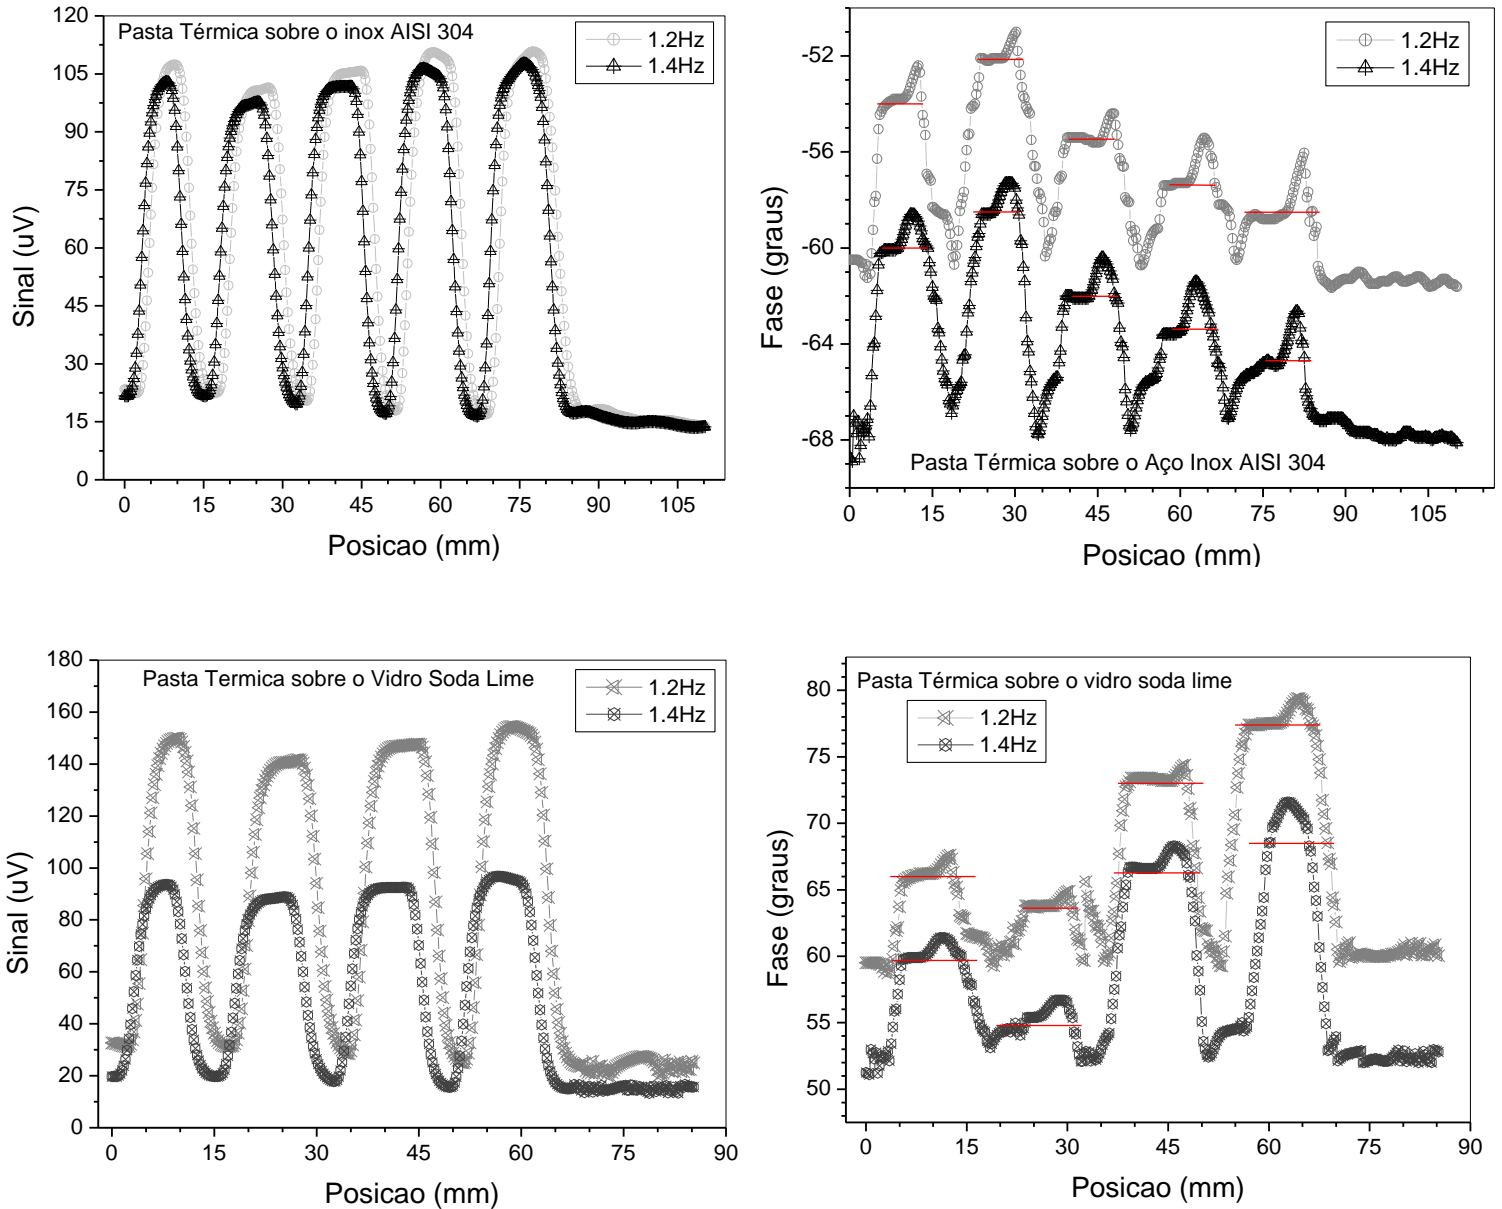 Pasta Térmica sobre o inox AISI 304
1.2Hz
1.4Hz
120
105
90
75
60
45
30
15
0
Sinal (uV)
0 15 30 45 60 75 90 105
Posicao (mm)
1.2Hz
1.4Hz
-52
-56
-60
-64
-68
Fase (graus)
Pasta Térmica sobre o Aço Inox AISI 304
0 15 30 45 60 75 90 105
Posicao (mm)
Pasta Termica sobre o Vidro Soda Lime
1.2Hz
1.4Hz
180
160
140
120
100
80
60
40
20
0
Sinal (uV)
0 15 30 45 60 75 90
Posicao (mm)
Pasta Térmica sobre o vidro soda lime
1.2Hz
1.4Hz
80
75
70
65
60
55
50
Fase (graus)
0 15 30 45 60 75 90
Posicao (mm)